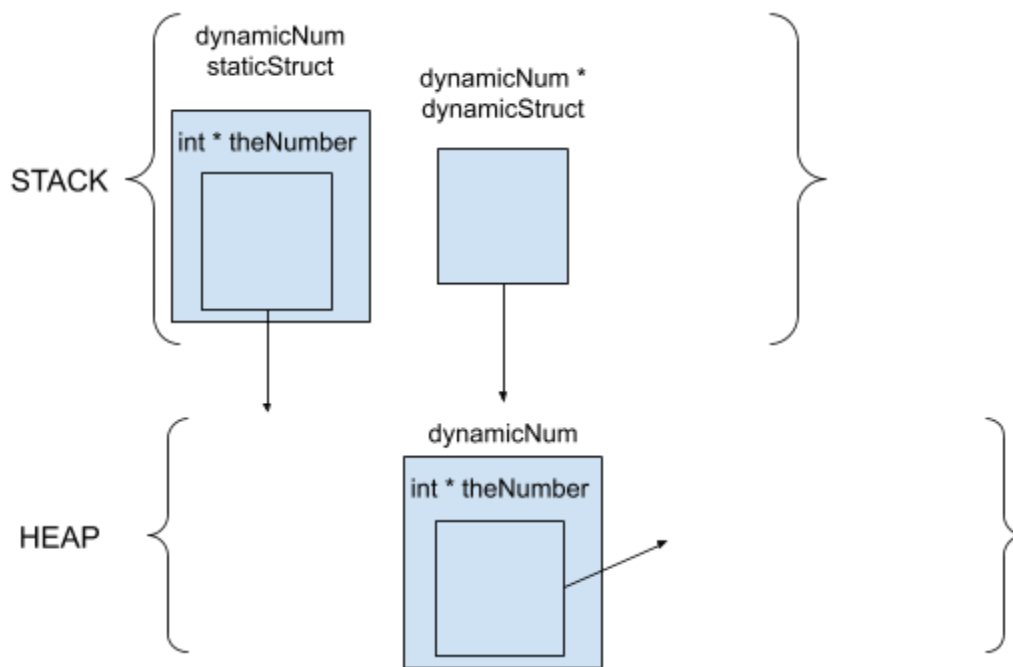 dynamicNum
staticStruct
dynamicNum *
dynamicStruct
int * theNumber
STACK
dynamicNum
int * theNumber
HEAP